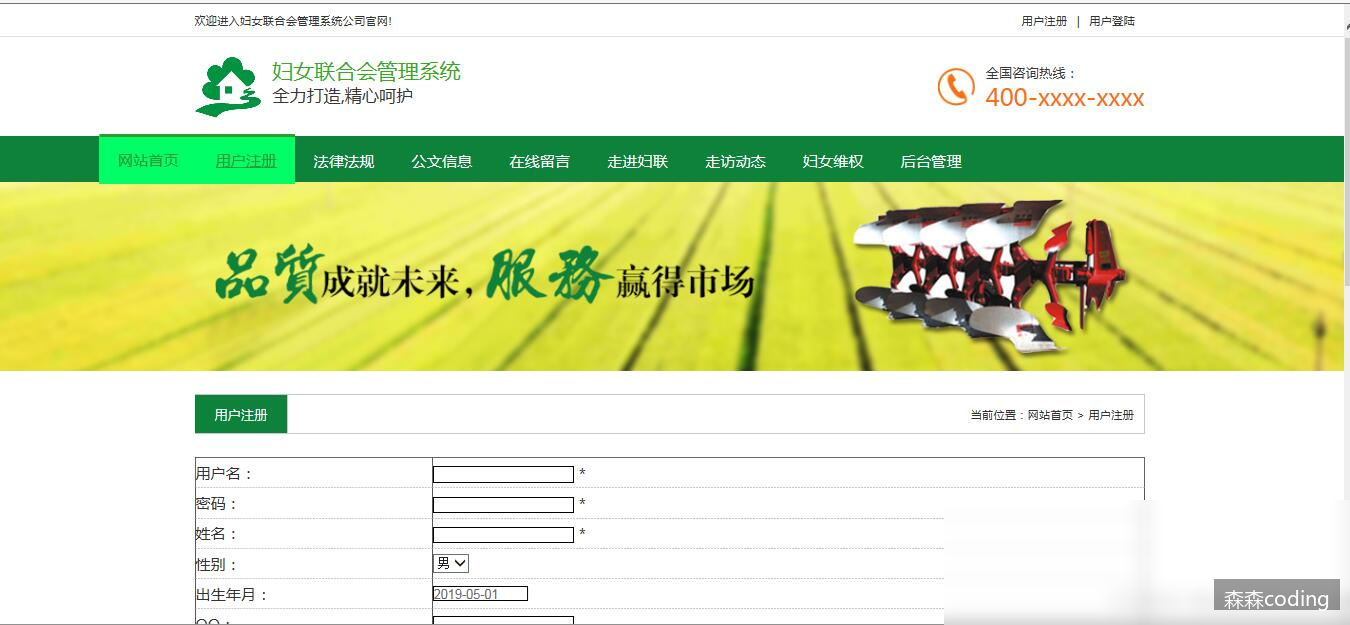 欢迎进入妇女联合会管理系统公司官网!
用户注册 | 用户登陆
妇女联合会管理系统
全力打造,精心呵护
全国咨询热线：
400-xxxx-xxxx
网站首页 用户注册 法律法规 公文信息 在线留言 走进妇联 走访动态 妇女维权 后台管理
品質成就未来，服務赢得市场
用户注册
当前位置：网站首页 > 用户注册
用户名： *
密码： *
姓名： *
性别： 男
出生年月： 2019-05-01
QQ：
森森coding